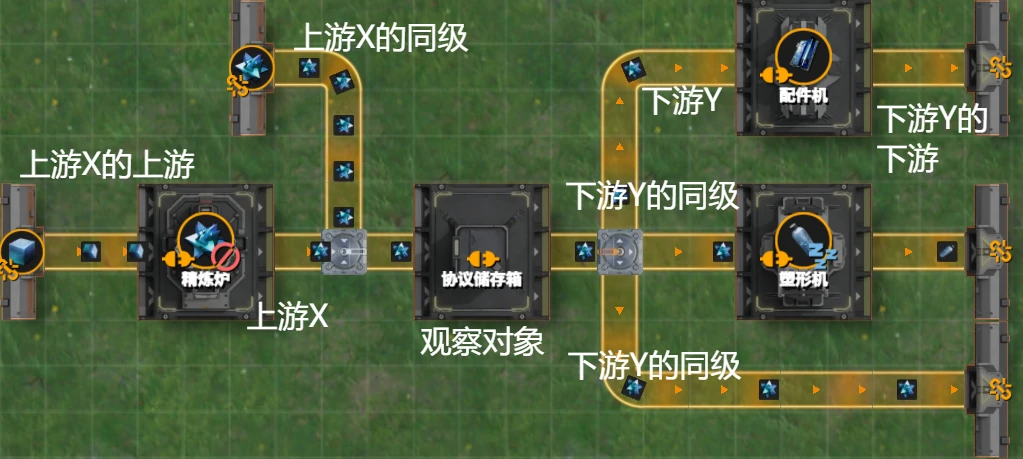 上游X的同级
下游Y
配件机
下游Y的
下游
上游X的上游
下游Y的同级
精炼炉
协议储存箱
塑形机
zzz
上游X
观察对象
下游Y的同级